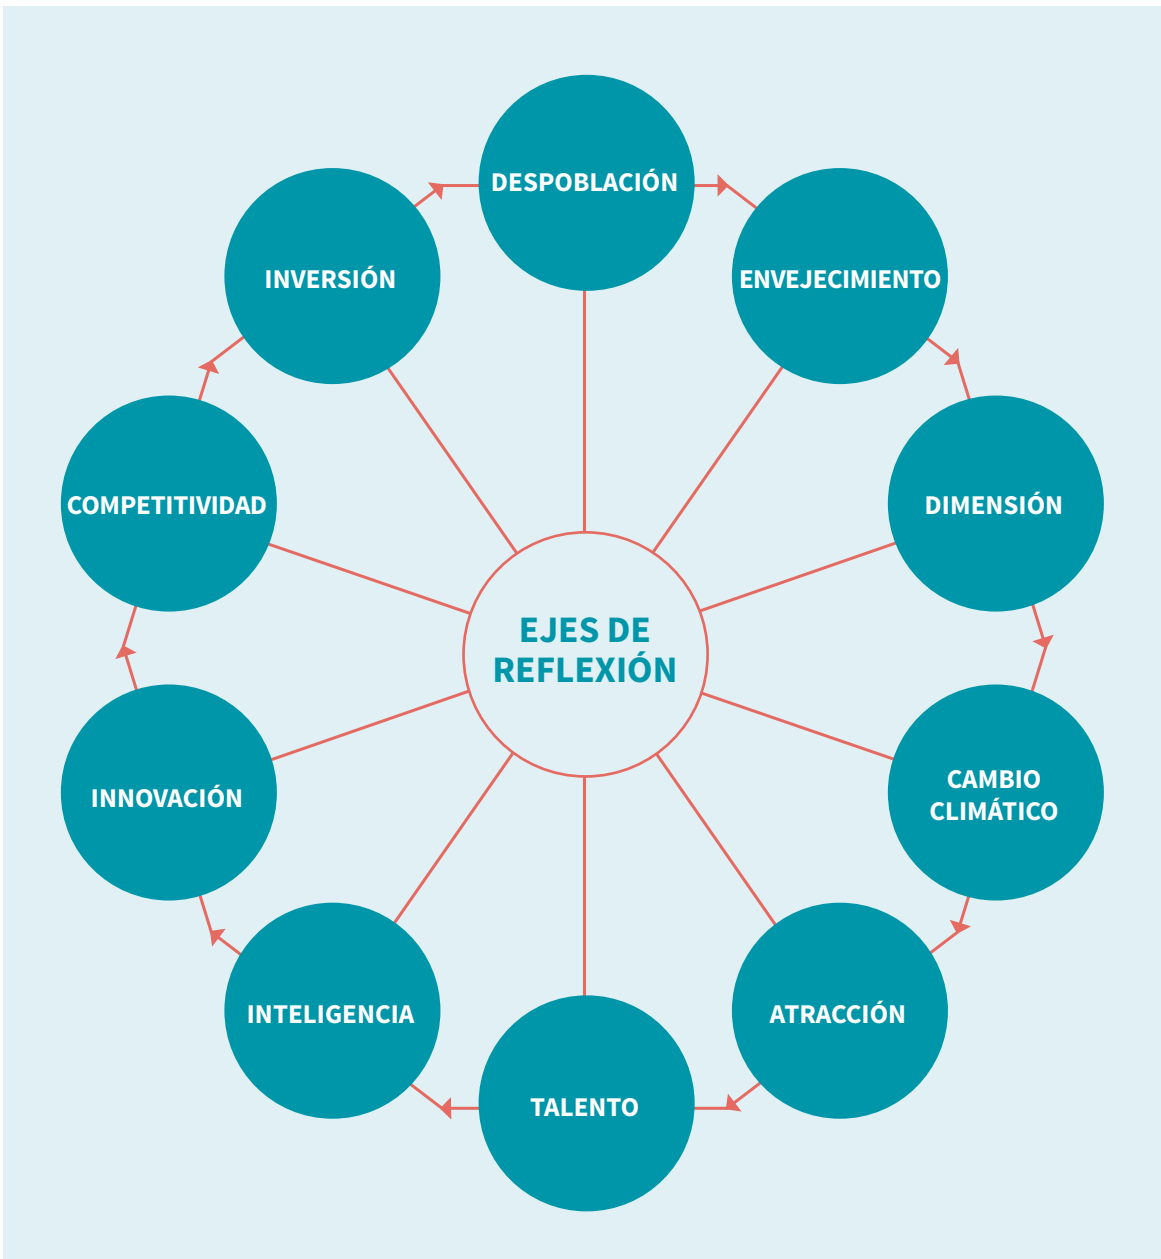 DESPOBLACIÓN
ENVEJECIMIENTO
DIMENSIÓN
CAMBIO
CLIMÁTICO
ATRACCIÓN
TALENTO
INTELIGENCIA
INNOVACIÓN
COMPETITIVIDAD
INVERSIÓN
EJES DE
REFLEXIÓN